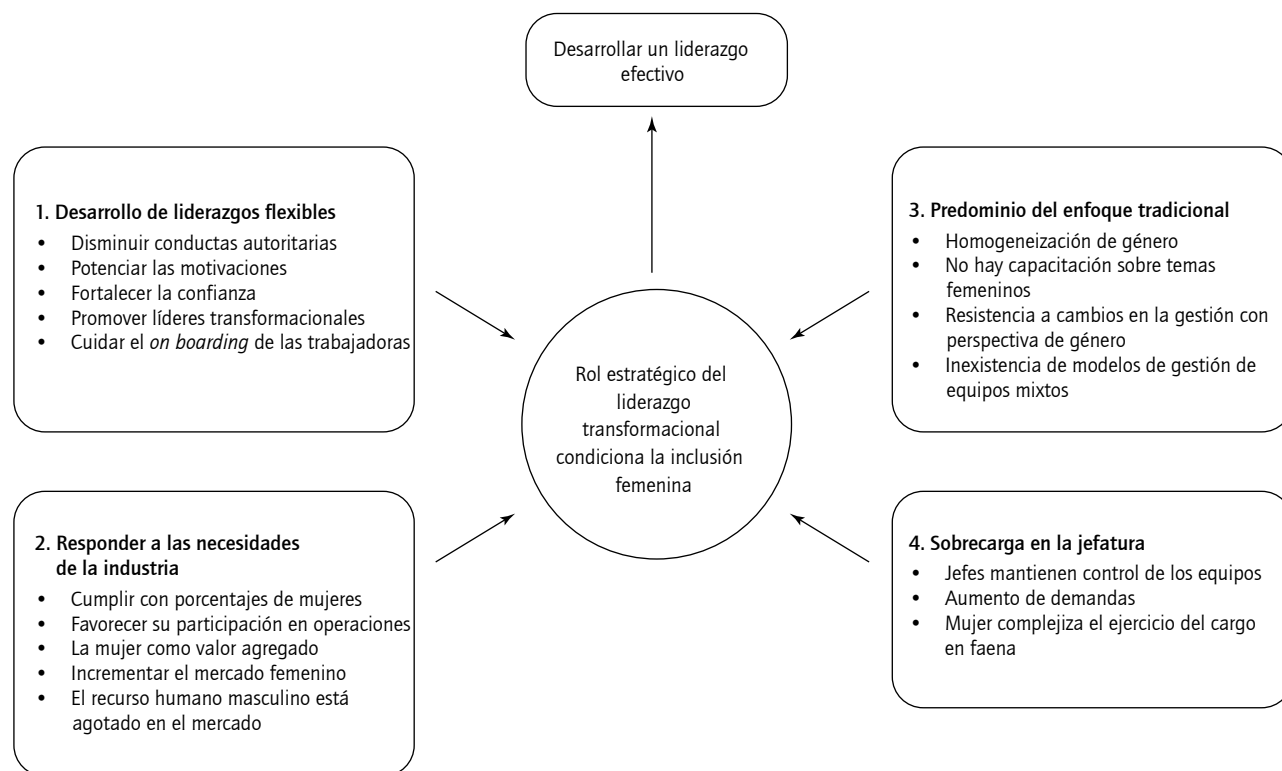 Desarrollar un liderazgo
efectivo
1. Desarrollo de liderazgos flexibles
• Disminuir conductas autoritarias
• Potenciar las motivaciones
• Fortalecer la confianza
• Promover líderes transformacionales
• Cuidar el on boarding de las trabajadoras
2. Responder a las necesidades
de la industria
• Cumplir con porcentajes de mujeres
• Favorecer su participación en operaciones
• La mujer como valor agregado
• Incrementar el mercado femenino
• El recurso humano masculino está
agotado en el mercado
Rol estratégico del
liderazgo
transformacional
condiciona la inclusión
femenina
3. Predominio del enfoque tradicional
• Homogeneización de género
• No hay capacitación sobre temas
femeninos
• Resistencia a cambios en la gestión con
perspectiva de género
• Inexistencia de modelos de gestión de
equipos mixtos
4. Sobrecarga en la jefatura
• Jefes mantienen control de los equipos
• Aumento de demandas
• Mujer complejiza el ejercicio del cargo
en faena